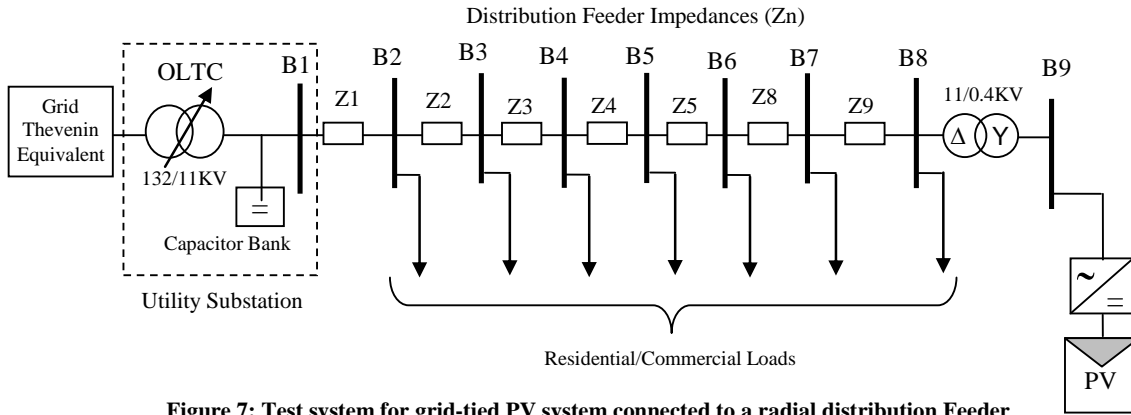 Distribution Feeder Impedances (Zn)
Grid
Thevenin
Equivalent
OLTC
132/11KV
B1
Capacitor Bank
Utility Substation
Z1
B2
Z2
B3
Z3
B4
Z4
B5
Z5
B6
Z8
B7
Z9
B8
11/0.4KV
Δ
Y
B9
Residential/Commercial Loads
~
=
=
PV
Figure 7: Test system for grid-tied PV system connected to a radial distribution Feeder